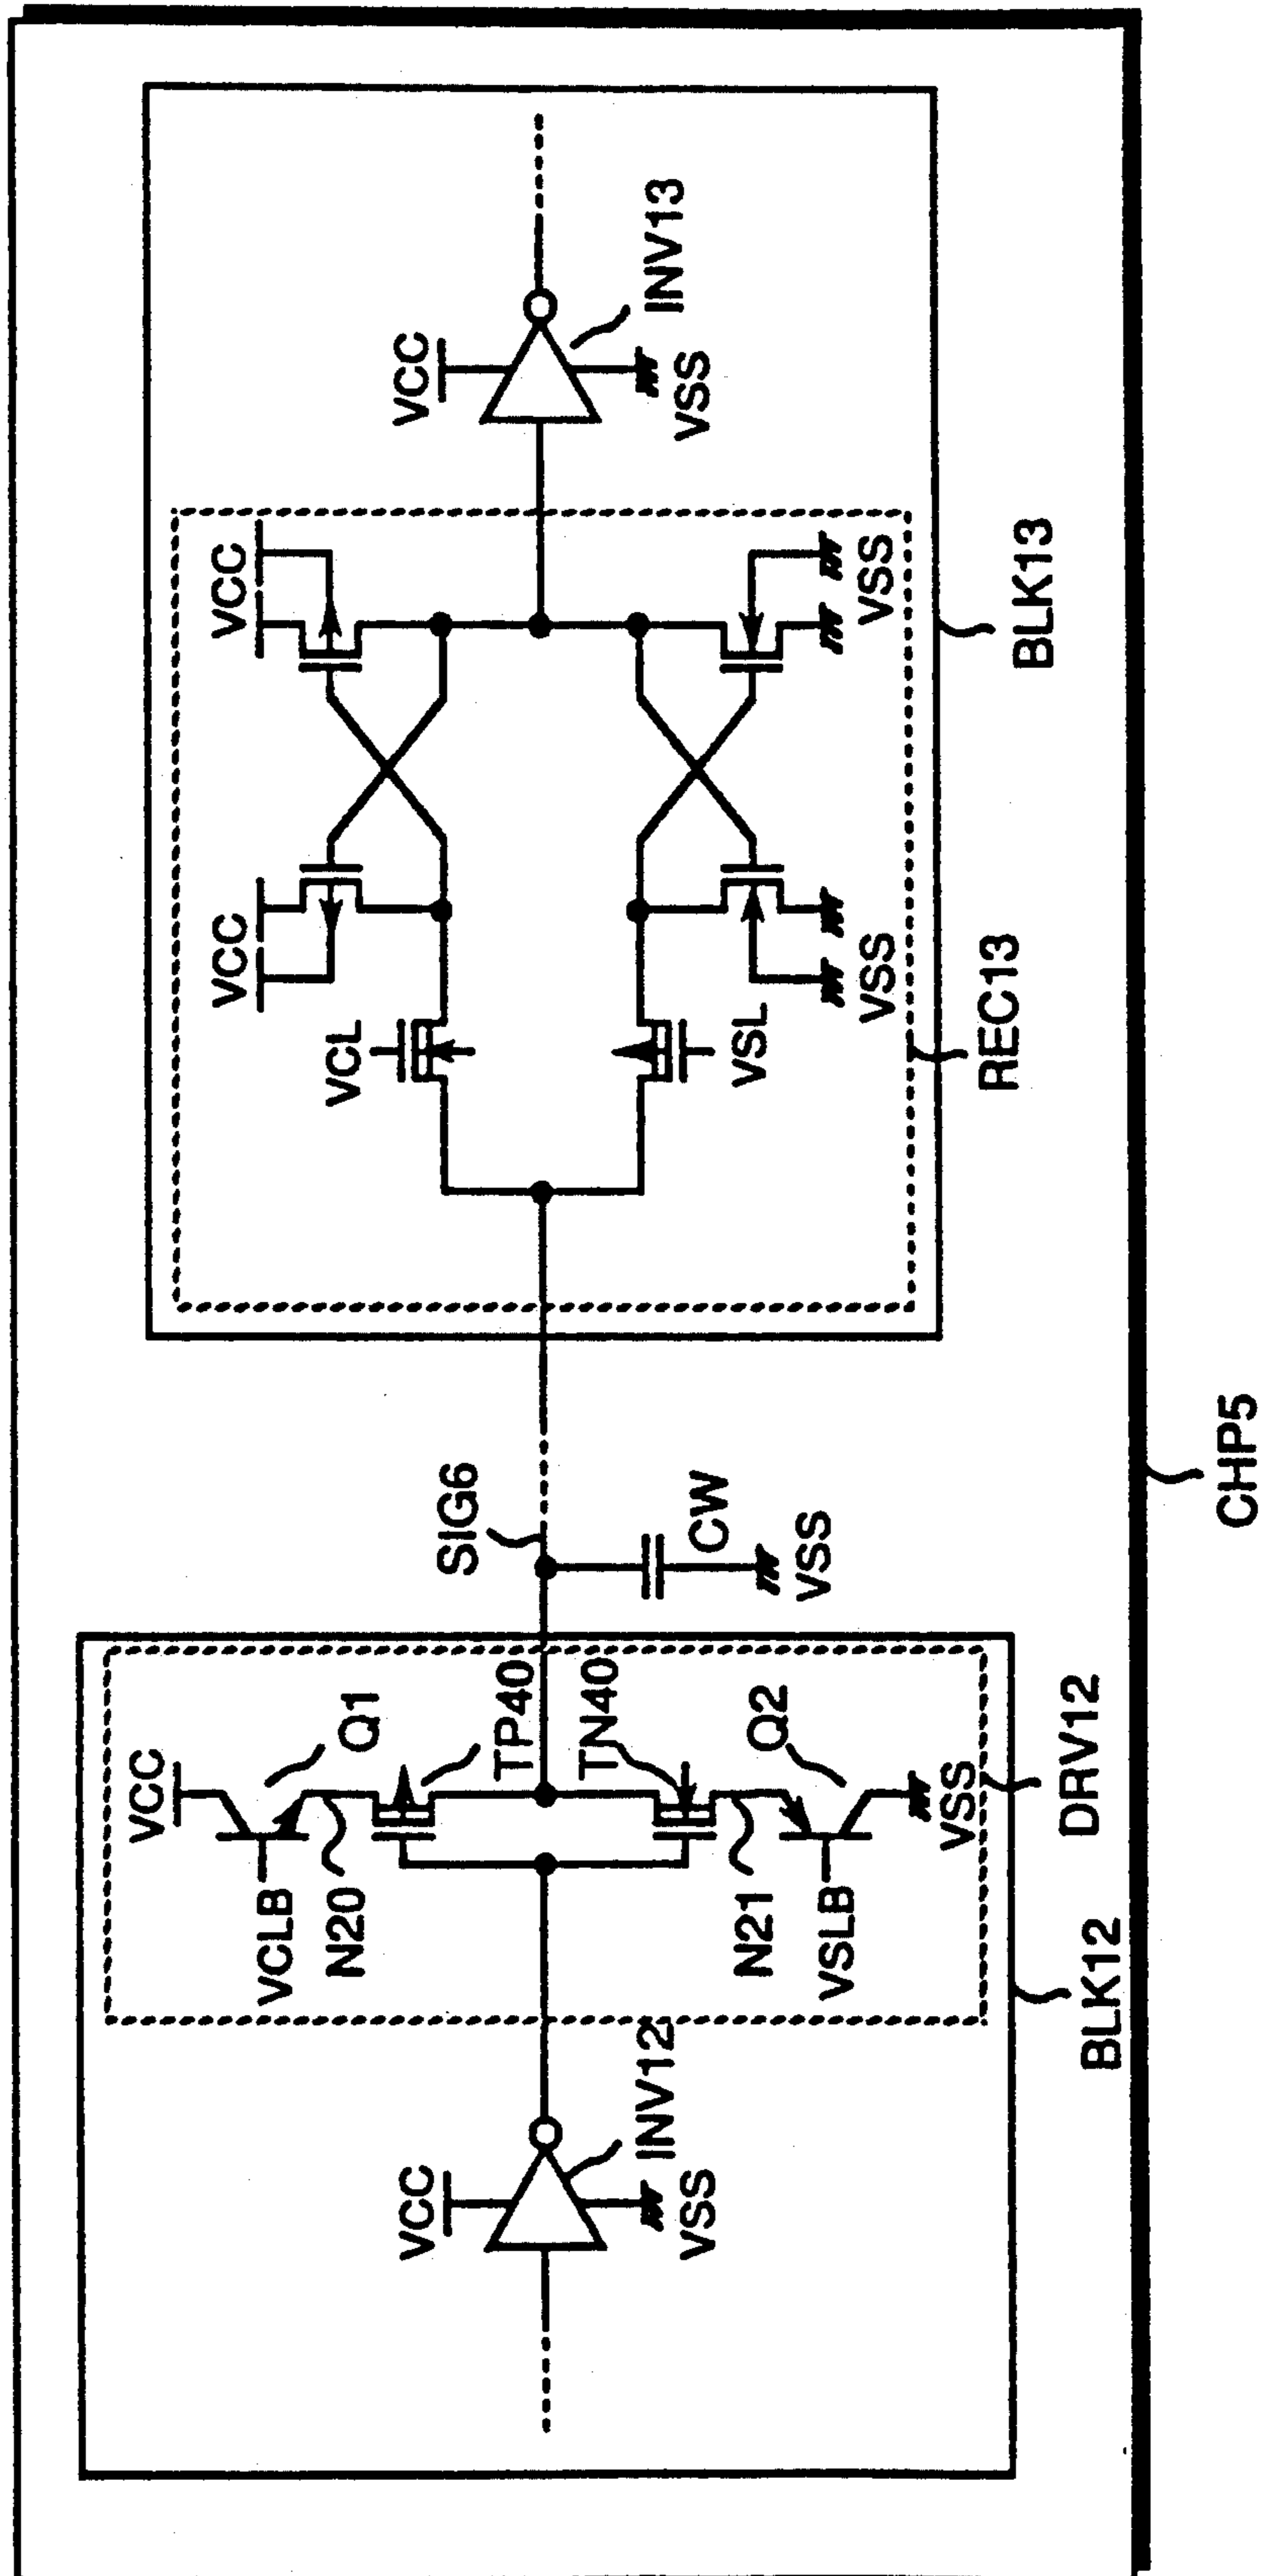 VCC
INV12
VSS
VCC
Q1
VCLB
N20
TP40
TN40
N21
Q2
VSLB
VSS
DRV12
BLK12
SIG6
CW
VSS
VCC
VCC
VCL
VSL
VSS
VSS
REC13
BLK13
VCC
INV13
VSS
CHP5